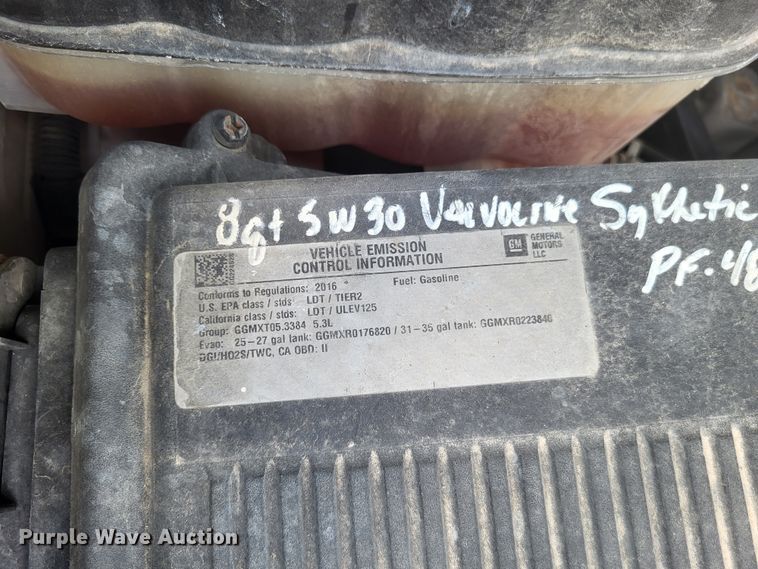 8qt 5W30 Valvoline Sythetic
PF.48
VEHICLE EMISSION
CONTROL INFORMATION
GM GENERAL
MOTORS
LLC
Conforms to Regulations: 2016 Fuel: Gasoline
U.S. EPA class / stds: LDT / TIER2
California class / stds: LDT / ULEV125
Group: GGMXT05.3384 5.3L
Evap: 25-27 gal tank: GGMXR0176820 / 31-35 gal tank: GGMXR0223840
DGI/HO2S/TWC, CA OBD: II
Purple Wave Auction